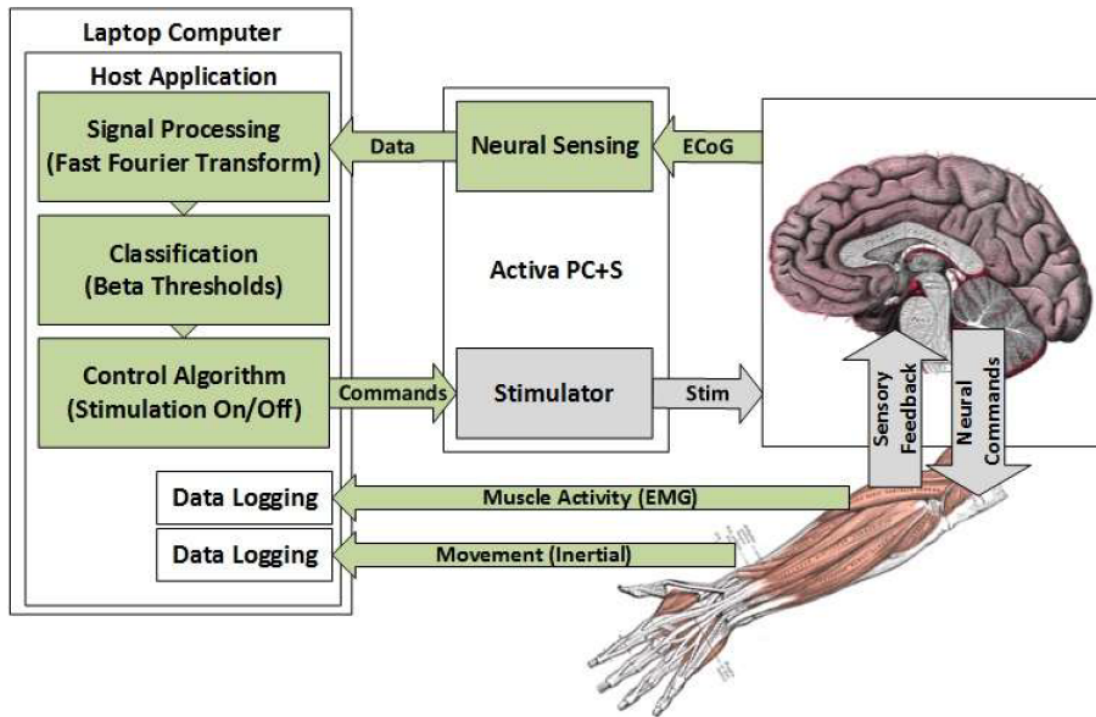 Laptop Computer
Host Application
Signal Processing
(Fast Fourier Transform)
Data
Neural Sensing
ECoG
Classification
(Beta Thresholds)
Activa PC+S
Control Algorithm
(Stimulation On/Off)
Commands
Stimulator
Stim
Sensory
Feedback
Neural
Commands
Data Logging
Muscle Activity (EMG)
Data Logging
Movement (Inertial)